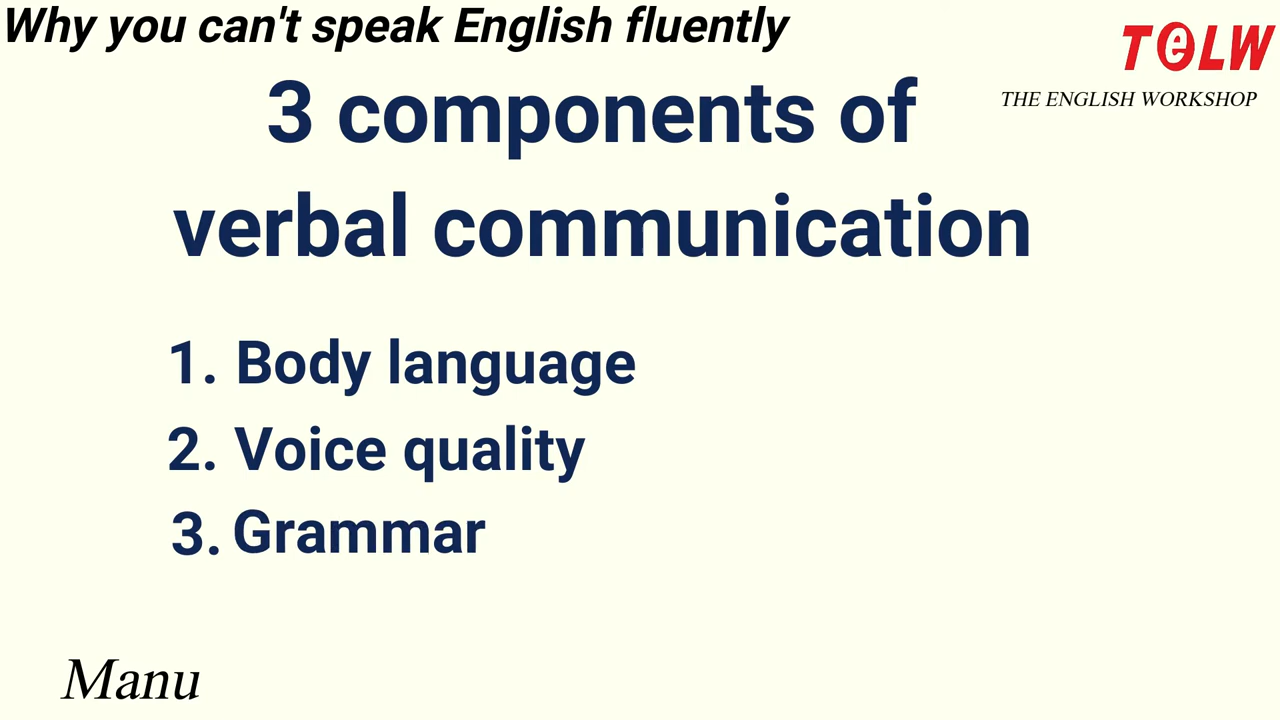 Why you can't speak English fluently
TeLW
THE ENGLISH WORKSHOP
3 components of
verbal communication
1. Body language
2. Voice quality
3. Grammar
Manu